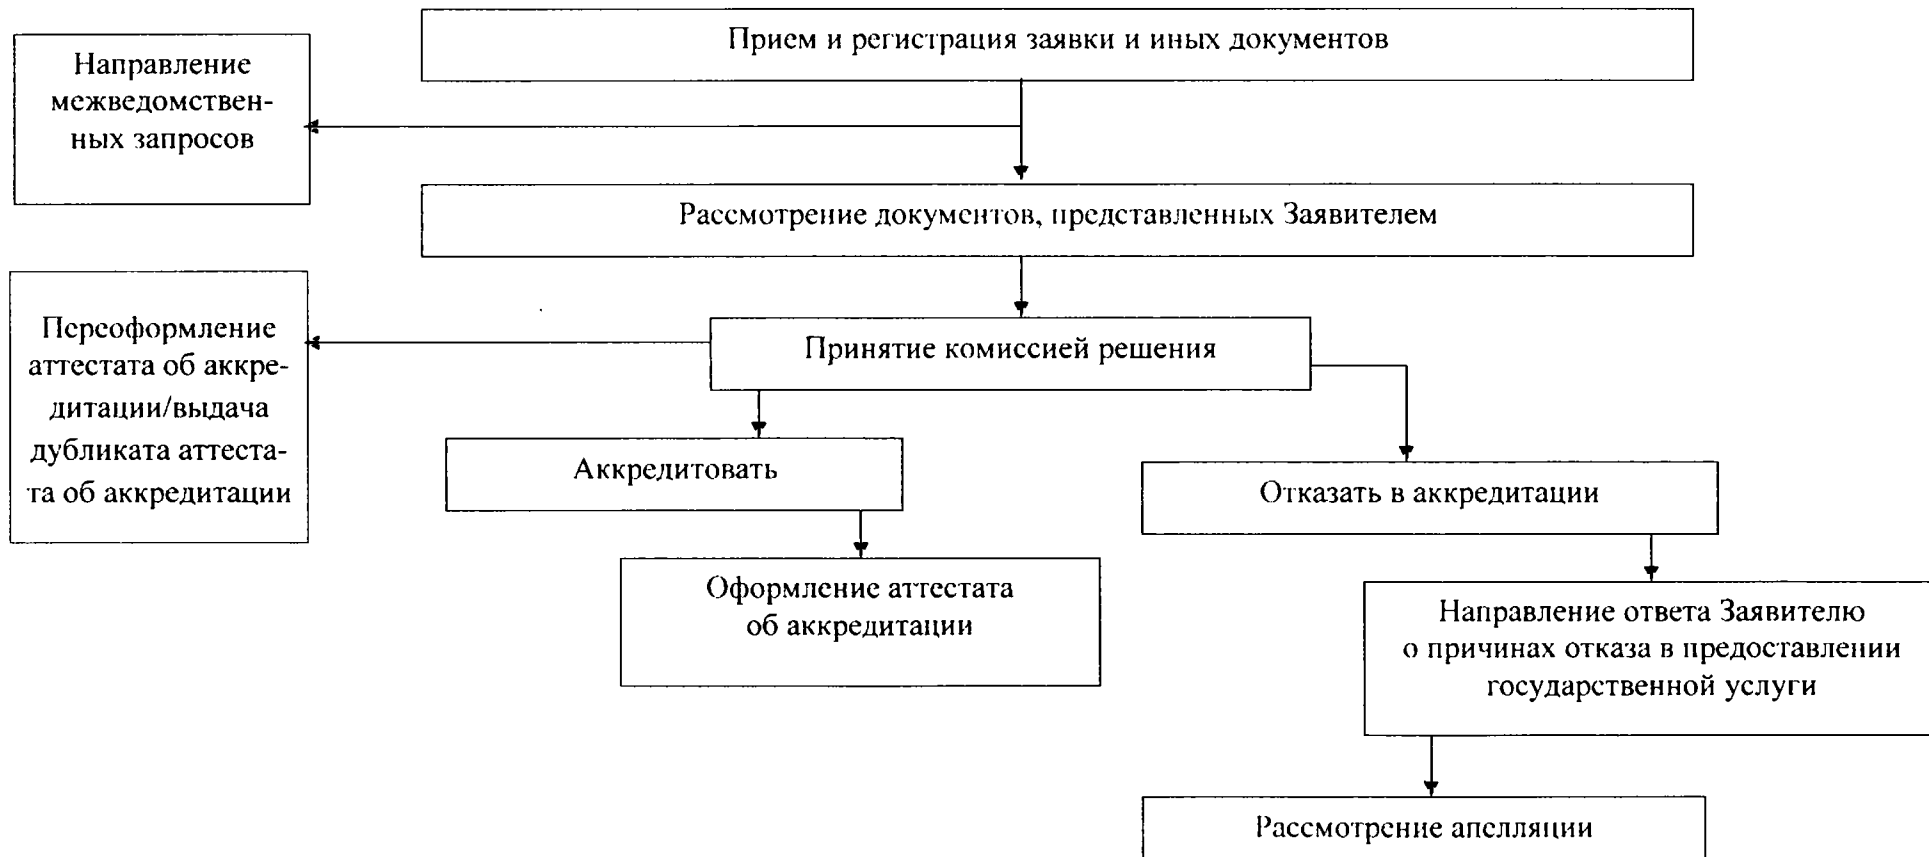 Прием и регистрация заявки и иных документов
Направление
межведомствен-
ных запросов
Рассмотрение документов, представленных Заявителем
Переоформление
аттестата об аккре-
дитации/выдача
дубликата аттеста-
та об аккредитации
Принятие комиссией решения
Аккредитовать
Отказать в аккредитации
Оформление аттестата
об аккредитации
Направление ответа Заявителю
о причинах отказа в предоставлении
государственной услуги
Рассмотрение апелляции